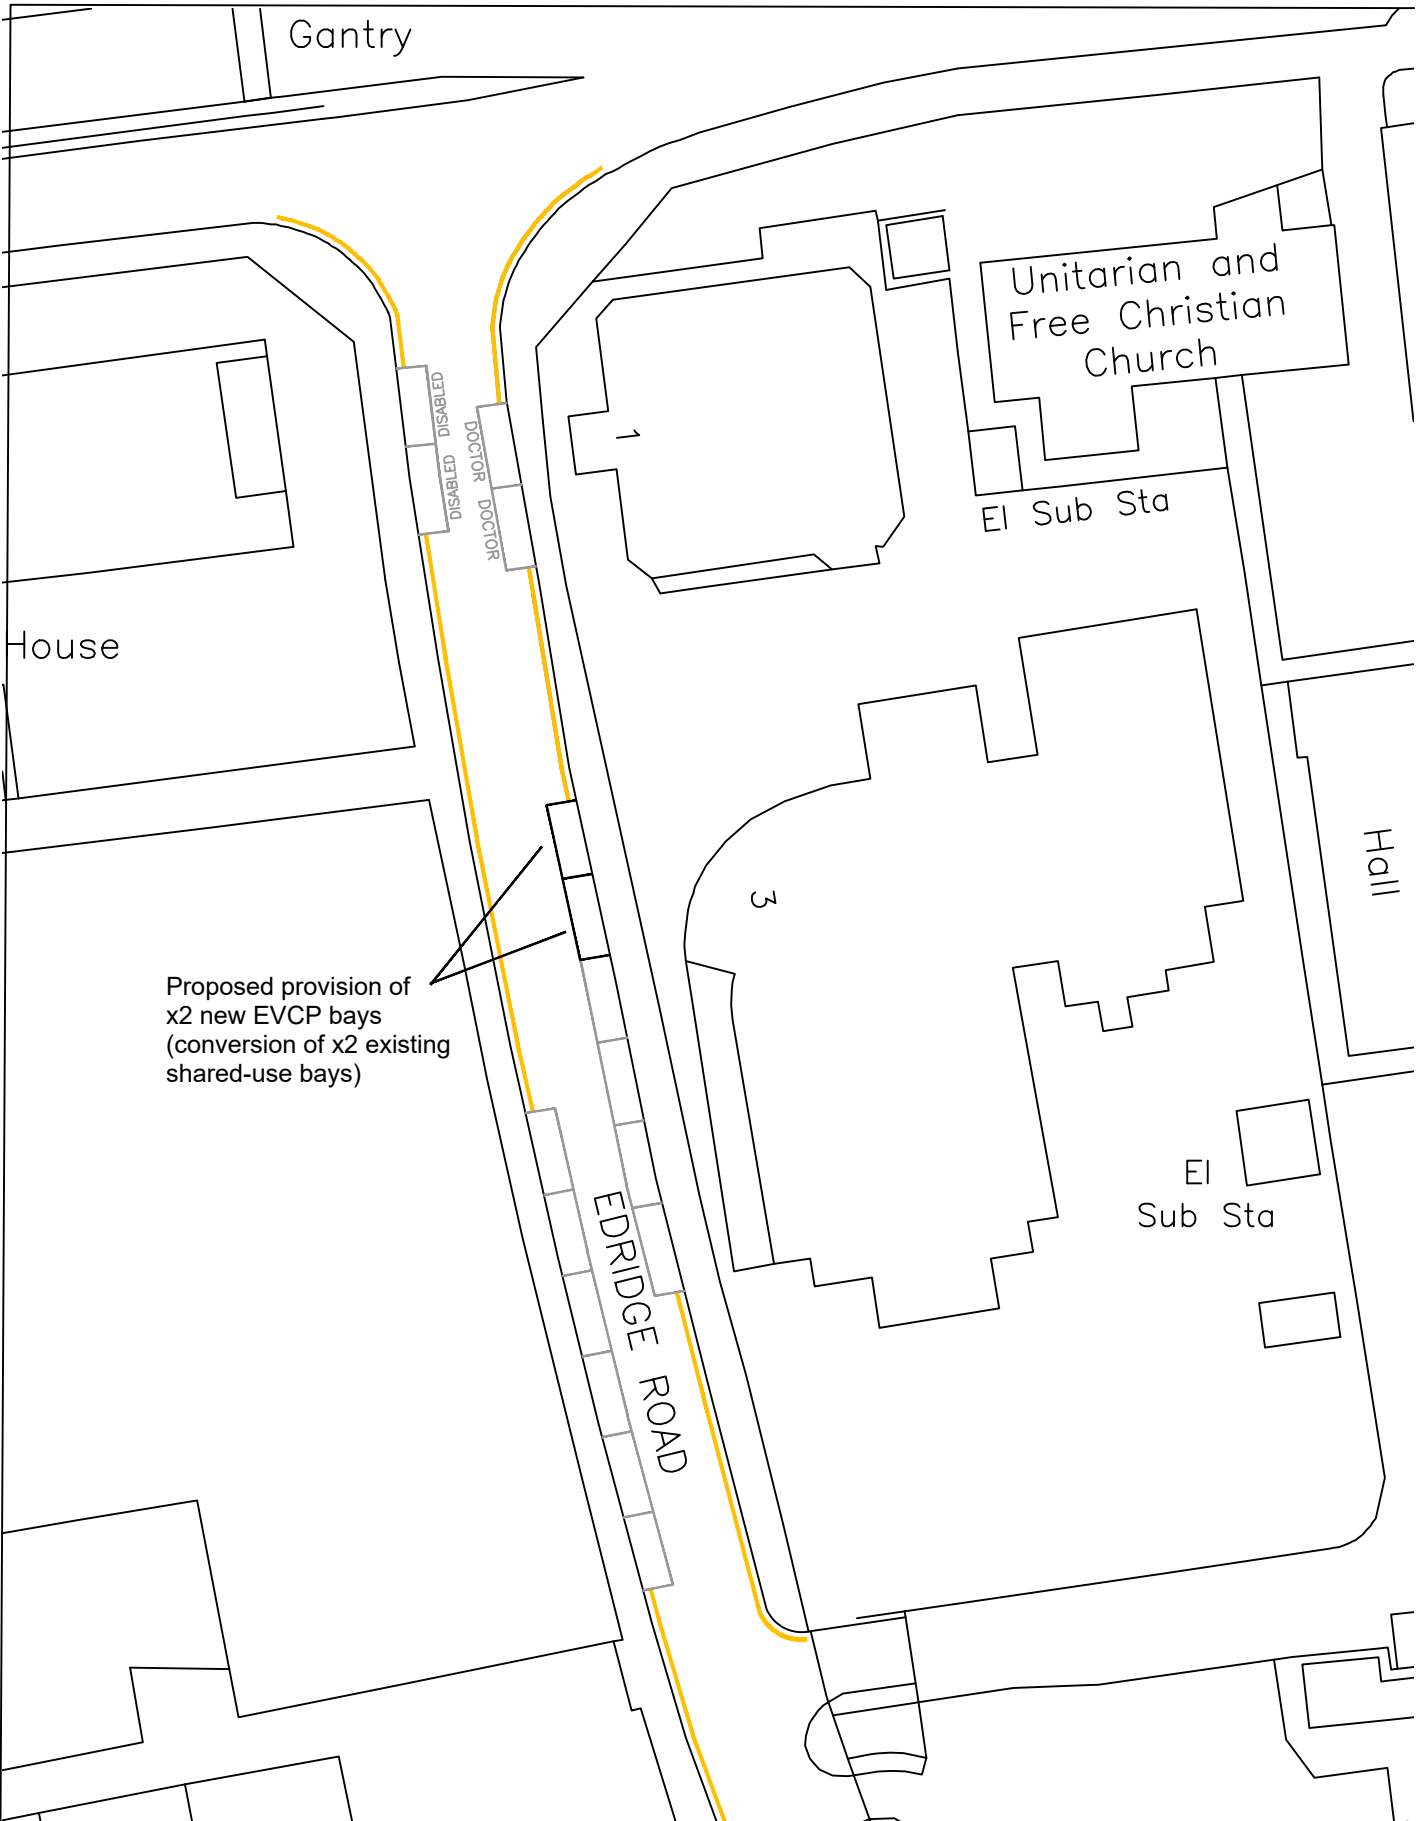 Gantry
Unitarian and
Free Christian
Church
DISABLED
DISABLED
DOCTOR
DOCTOR
1
El Sub Sta
House
Hall
3
Proposed provision of
x2 new EVCP bays
(conversion of x2 existing
shared-use bays)
El
Sub Sta
EDRIDGE ROAD